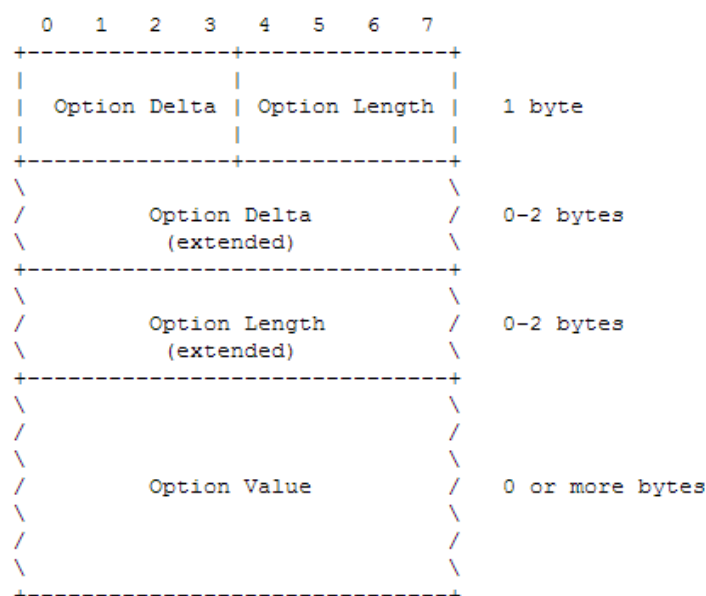 0 1 2 3 4 5 6 7
Option Delta | Option Length 1 byte
Option Delta 0-2 bytes
(extended)
Option Length 0-2 bytes
(extended)
Option Value 0 or more bytes